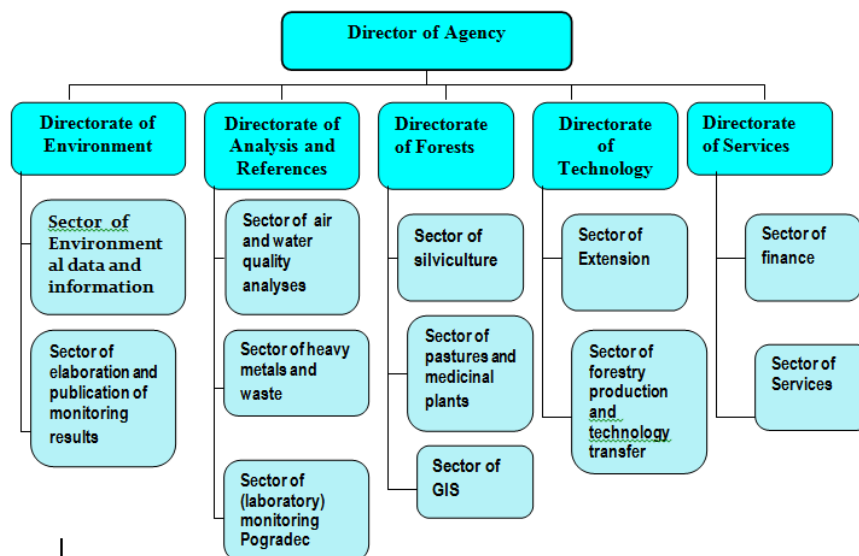 Director of Agency
Directorate of
Environment
Directorate of
Analysis and
References
Directorate
of Forests
Directorate
of
Technology
Directorate
of Services
Sector of
Environment
al data and
information
Sector of
elaboration and
publication of
monitoring
results
Sector of air
and water
quality
analyses
Sector of heavy
metals and
waste
Sector of
(laboratory)
monitoring
Pogradec
Sector of
silviculture
Sector of
pastures and
medicinal
plants
Sector of
GIS
Sector of
Extension
Sector of
forestry
production
and
technology
transfer
Sector of
finance
Sector of
Services